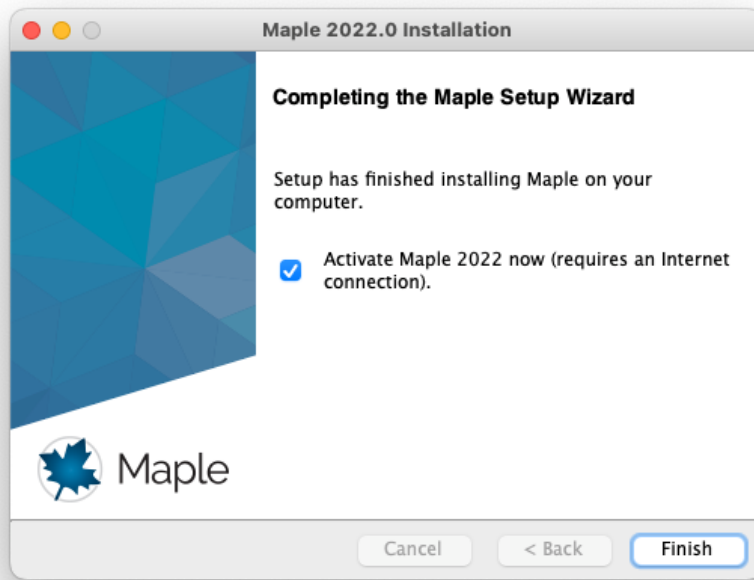 Maple 2022.0 Installation
Completing the Maple Setup Wizard
Setup has finished installing Maple on your
computer.
Activate Maple 2022 now (requires an Internet
connection).
Maple
Cancel
< Back
Finish